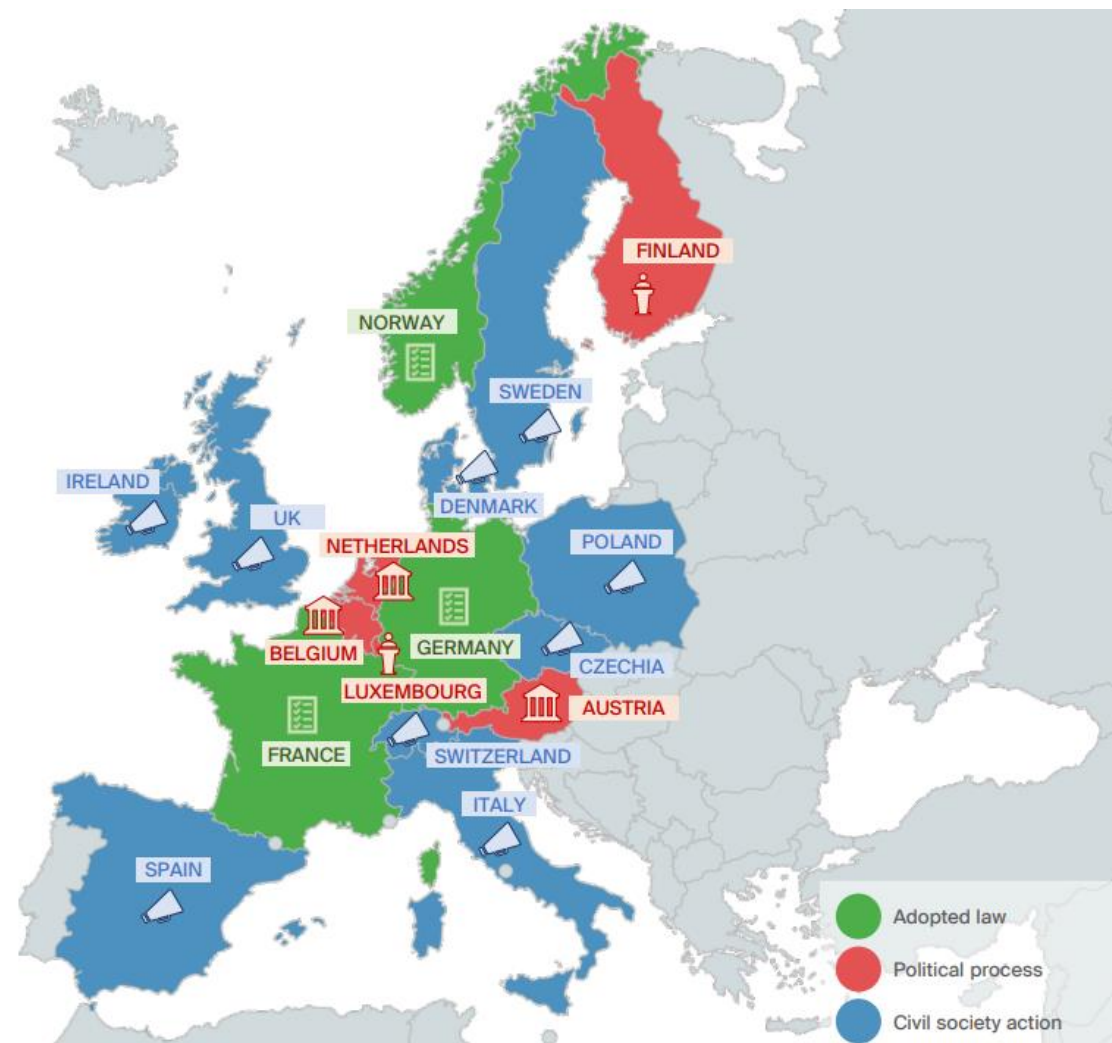 FINLAND
NORWAY
SWEDEN
IRELAND
DENMARK
UK
NETHERLANDS
POLAND
BELGIUM
GERMANY
CZECHIA
LUXEMBOURG
AUSTRIA
FRANCE
SWITZERLAND
ITALY
SPAIN
Adopted law
Political process
Civil society action